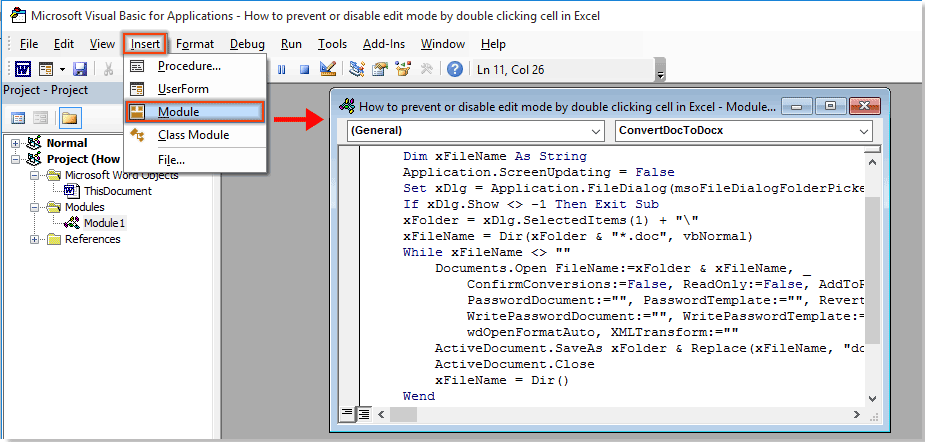 Microsoft Visual Basic for Applications - How to prevent or disable edit mode by double clicking cell in Excel
File Edit View Insert Format Debug Run Tools Add-Ins Window Help
Ln 11, Col 26
Procedure...
UserForm
Module
Class Module
File...
Project - Project
Normal
Project (How
Microsoft Word Objects
ThisDocument
Modules
Module1
References
How to prevent or disable edit mode by double clicking cell in Excel - Module...
(General) ConvertDocToDocx
Dim xFileName As String
Application.ScreenUpdating = False
Set xDlg = Application.FileDialog(msoFileDialogFolderPicke
If xDlg.Show <> -1 Then Exit Sub
xFolder = xDlg.SelectedItems(1) + "\"
xFileName = Dir(xFolder & "*.doc", vbNormal)
While xFileName <> ""
Documents.Open FileName:=xFolder & xFileName, _
ConfirmConversions:=False, ReadOnly:=False, AddToR
PasswordDocument:="", PasswordTemplate:="", Revert
WritePasswordDocument:="", WritePasswordTemplate:=
wdOpenFormatAuto, XMLTransform:=""
ActiveDocument.SaveAs xFolder & Replace(xFileName, "do
ActiveDocument.Close
xFileName = Dir()
Wend